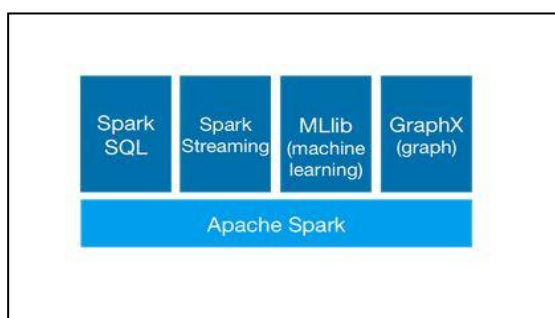 Spark
SQL
Spark
Streaming
MLlib
(machine
learning)
GraphX
(graph)
Apache Spark